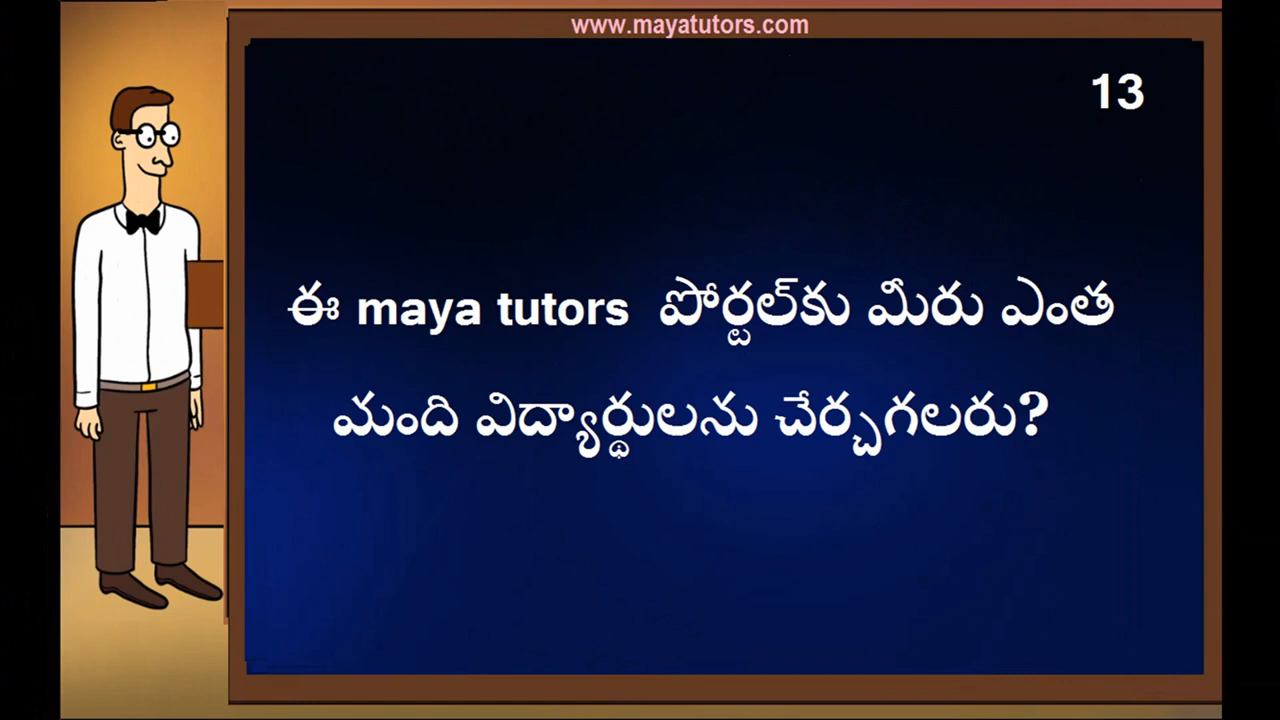 www.mayatutors.com
13
ఈ maya tutors పోర్టల్‌కు మీరు ఎంత
మంది విద్యార్థులను చేర్చగలరు?